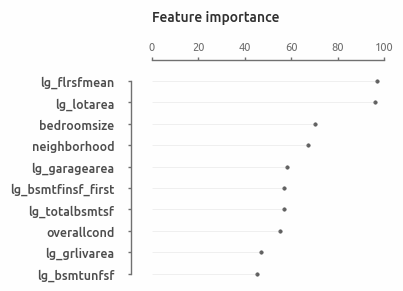 Feature importance
0 20 40 60 80 100
lg_flrsfmean
lg_lotarea
bedroomsize
neighborhood
lg_garagearea
lg_bsmtfinsf_first
lg_totalbsmtsf
overallcond
lg_grlivarea
lg_bsmtunfsf